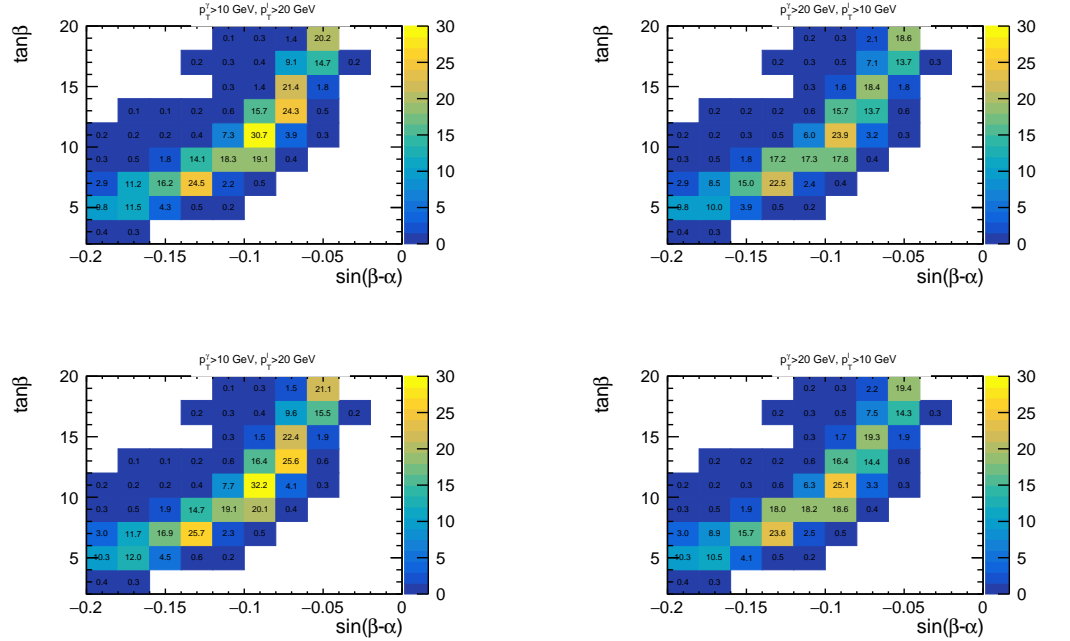 p_T^γ>10 GeV, p_T^l>20 GeV
tanβ
20
15
10
5
0.1 0.3 1.4 20.2
0.2 0.3 0.4 9.1 14.7 0.2
0.3 1.4 21.4 1.8
0.1 0.1 0.2 0.6 15.7 24.3 0.5
0.2 0.2 0.2 0.4 7.3 30.7 3.9 0.3
0.3 0.5 1.8 14.1 18.3 19.1 0.4
2.9 11.2 16.2 24.5 2.2 0.5
9.8 11.5 4.3 0.5 0.2
0.4 0.3
−0.2 −0.15 −0.1 −0.05 0
sin(β-α)
30
25
20
15
10
5
0
p_T^γ>20 GeV, p_T^l>10 GeV
tanβ
20
15
10
5
0.2 0.3 2.1 18.6
0.2 0.3 0.5 7.1 13.7 0.3
0.3 1.6 18.4 1.8
0.2 0.2 0.2 0.6 15.7 13.7 0.6
0.2 0.2 0.3 0.5 6.0 23.9 3.2 0.3
0.3 0.5 1.8 17.2 17.3 17.8 0.4
2.9 8.5 15.0 22.5 2.4 0.4
9.8 10.0 3.9 0.5 0.2
0.4 0.3
−0.2 −0.15 −0.1 −0.05 0
sin(β-α)
30
25
20
15
10
5
0
p_T^γ>10 GeV, p_T^l>20 GeV
tanβ
20
15
10
5
0.1 0.3 1.5 21.1
0.2 0.3 0.4 9.6 15.5 0.2
0.3 1.5 22.4 1.9
0.1 0.1 0.2 0.6 16.4 25.6 0.6
0.2 0.2 0.2 0.4 7.7 32.2 4.1 0.3
0.3 0.5 1.9 14.7 19.1 20.1 0.4
3.0 11.7 16.9 25.7 2.3 0.5
10.3 12.0 4.5 0.6 0.2
0.4 0.3
−0.2 −0.15 −0.1 −0.05 0
sin(β-α)
30
25
20
15
10
5
0
p_T^γ>20 GeV, p_T^l>10 GeV
tanβ
20
15
10
5
0.2 0.3 2.2 19.4
0.2 0.3 0.5 7.5 14.3 0.3
0.3 1.7 19.3 1.9
0.2 0.2 0.2 0.6 16.4 14.4 0.6
0.2 0.2 0.3 0.5 6.3 25.1 3.3 0.3
0.3 0.5 1.9 18.0 18.2 18.6 0.4
3.0 8.9 15.7 23.6 2.5 0.5
10.3 10.5 4.1 0.5 0.2
0.4 0.3
−0.2 −0.15 −0.1 −0.05 0
sin(β-α)
30
25
20
15
10
5
0